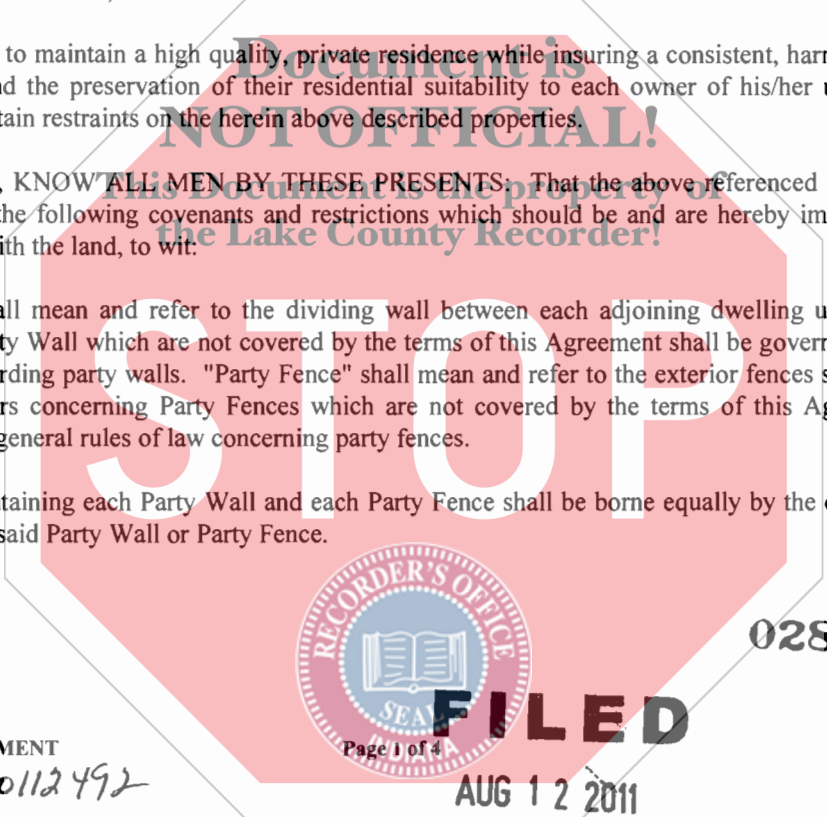 to maintain a high quality, private residence while insuring a consistent, harr
Document is
d the preservation of their residential suitability to each owner of his/her
tain restraints on the herein above described properties.
NOT OFFICIAL!
, KNOW ALL MEN BY THESE PRESENTS: That the above referenced
This Document is the property of
the following covenants and restrictions which should be and are hereby im
the Lake County Recorder!
ith the land, to wit:
all mean and refer to the dividing wall between each adjoining dwelling u
ty Wall which are not covered by the terms of this Agreement shall be govern
rding party walls. "Party Fence" shall mean and refer to the exterior fences s
rs concerning Party Fences which are not covered by the terms of this Ag
general rules of law concerning party fences.
STOP
taining each Party Wall and each Party Fence shall be borne equally by the
said Party Wall or Party Fence.
RECORDER'S OFFICE
SEAL
INDIANA
028
FILED
MENT
Page 1 of 4
0112492
AUG 12 2011